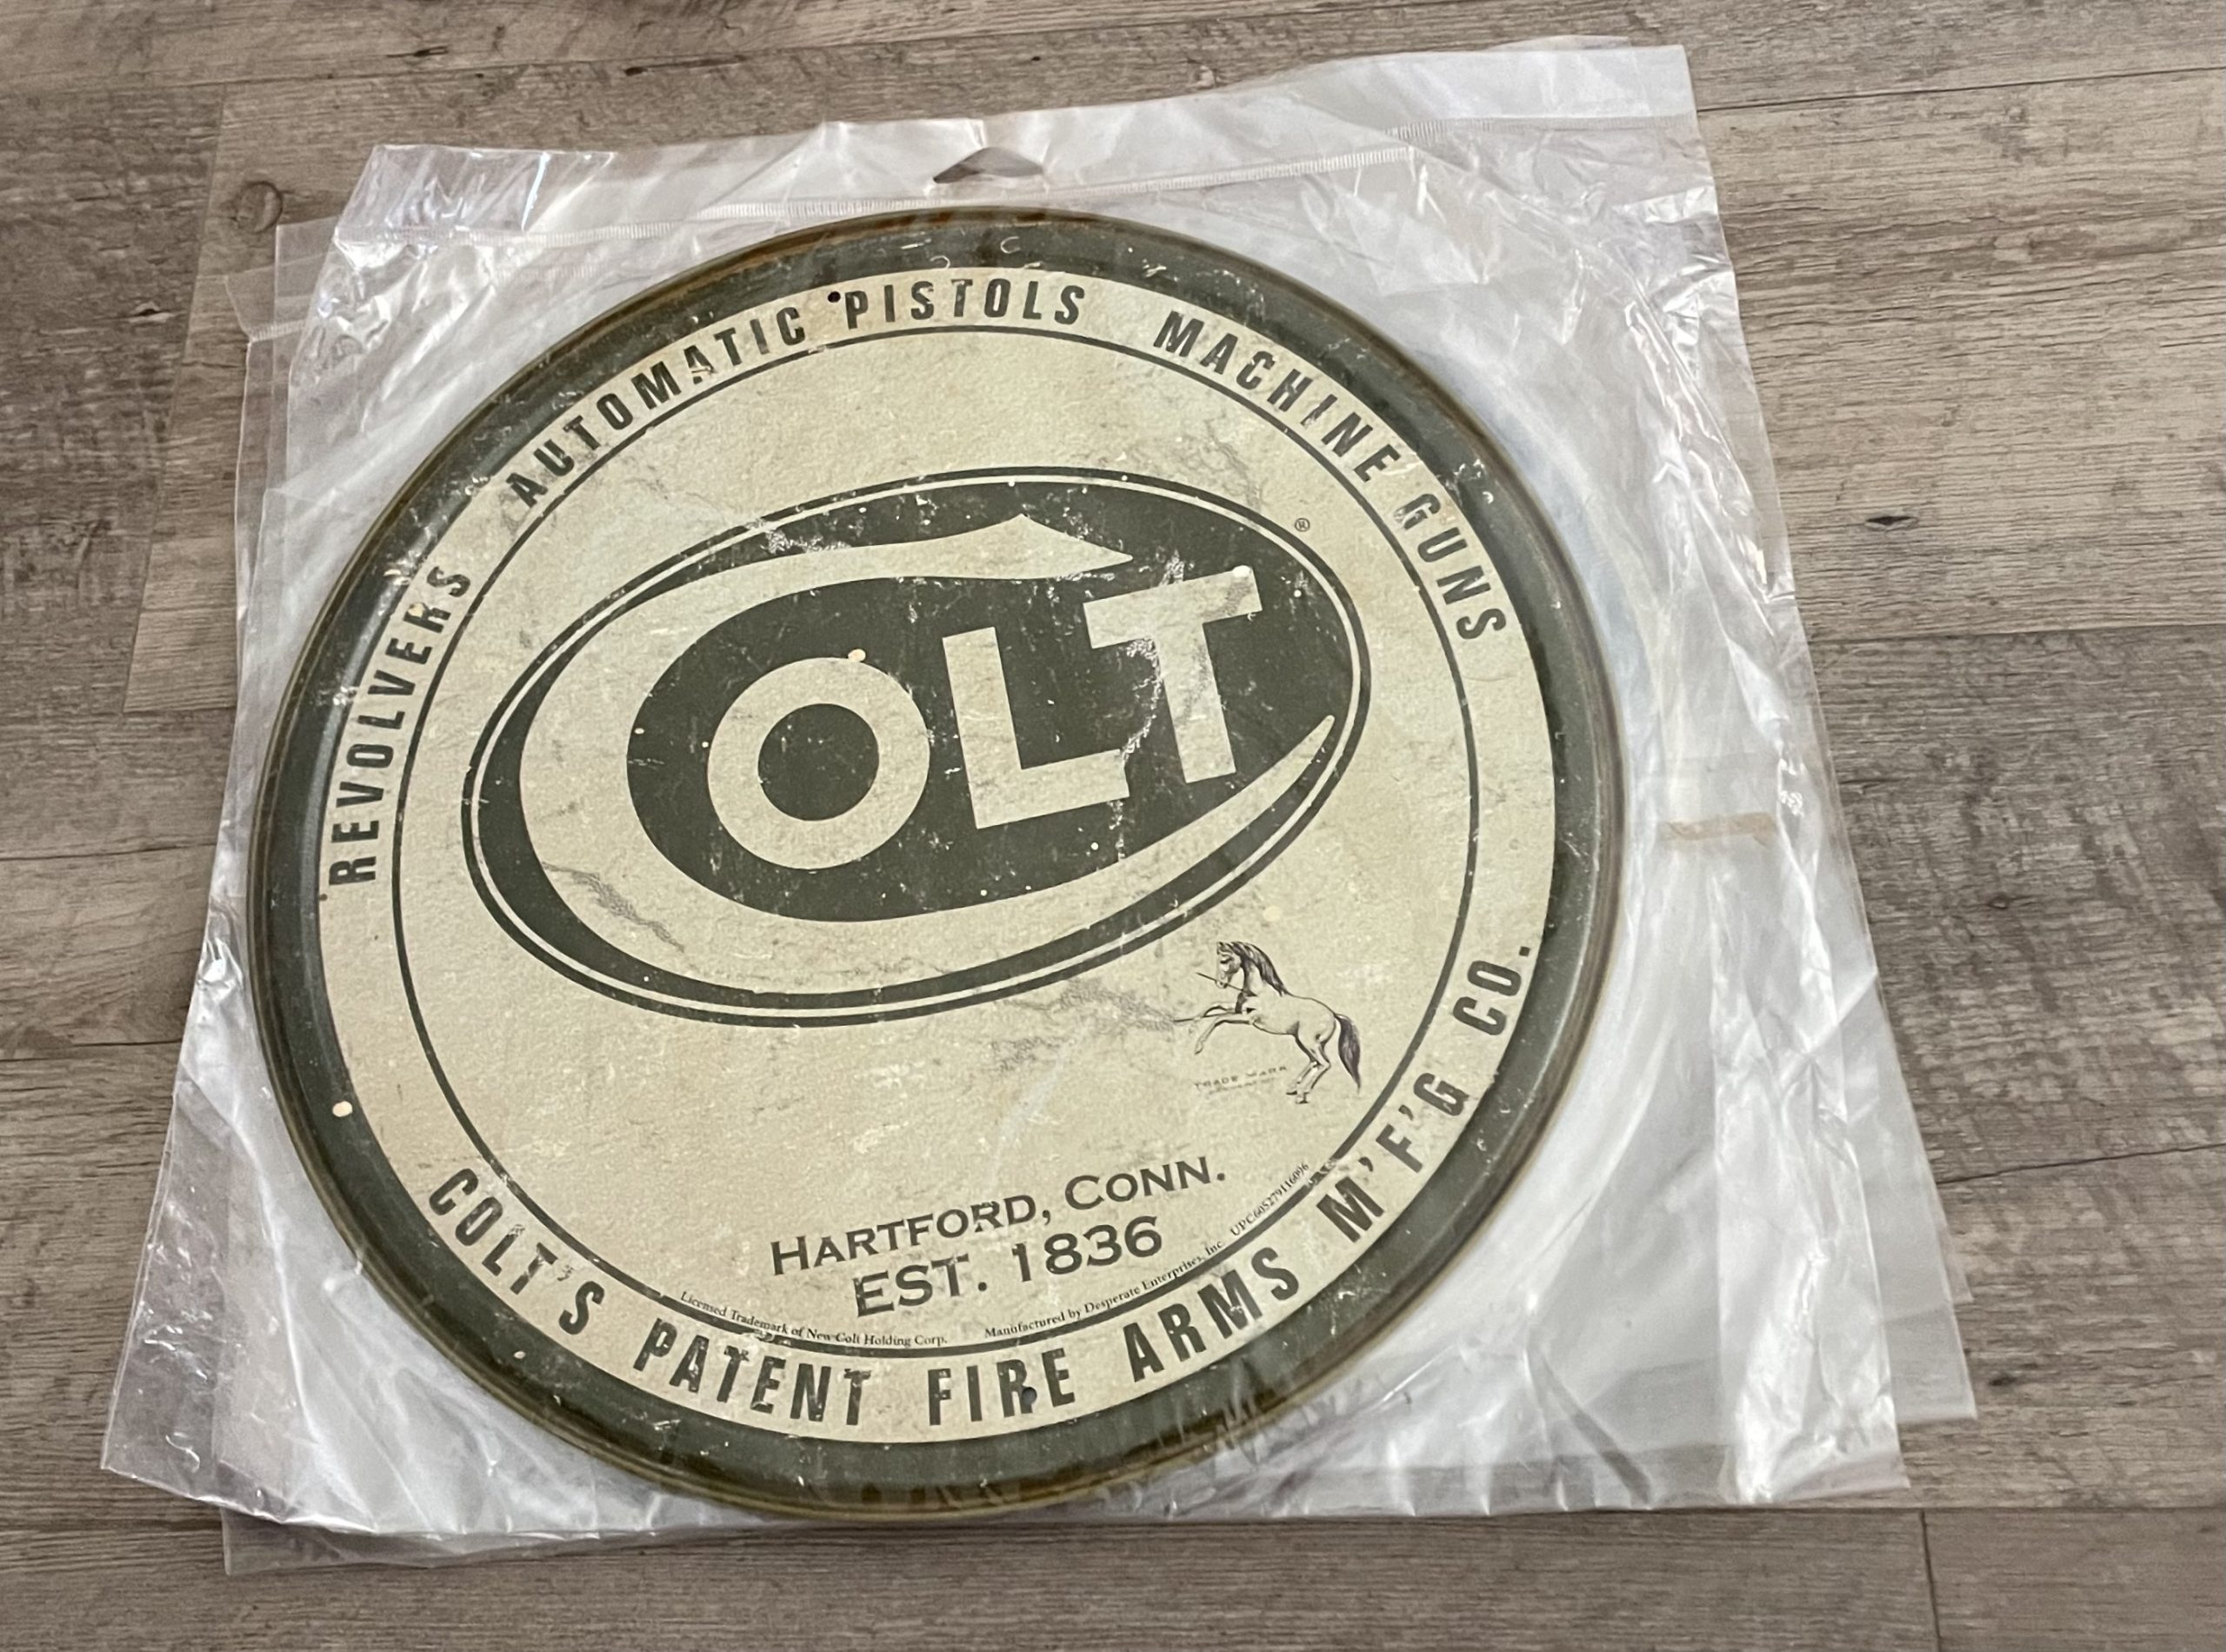 REVOLVERS AUTOMATIC PISTOLS MACHINE GUNS
COLT
®
TRADE MARK
HARTFORD, CONN.
EST. 1836
Licensed Trademark of New Colt Holding Corp. Manufactured by Desperate Enterprises, Inc UPC605279116096
COLT'S PATENT FIRE ARMS M'F'G CO.